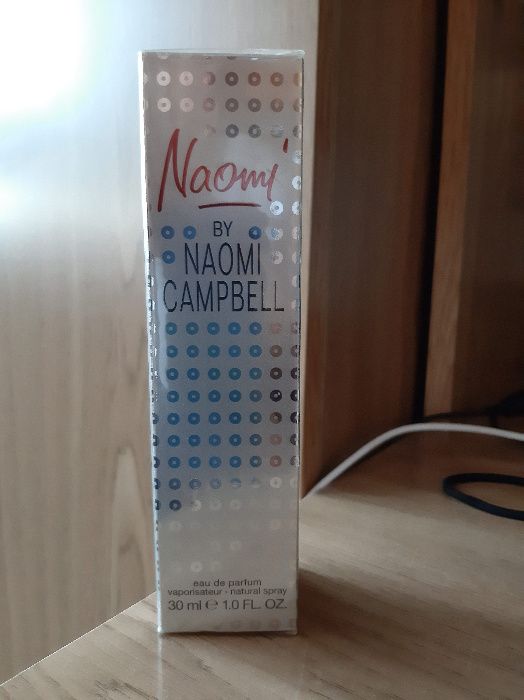 Naomi
BY
NAOMI
CAMPBELL
eau de parfum
vaporisateur - natural spray
30 ml ℮ 1.0 FL. OZ.